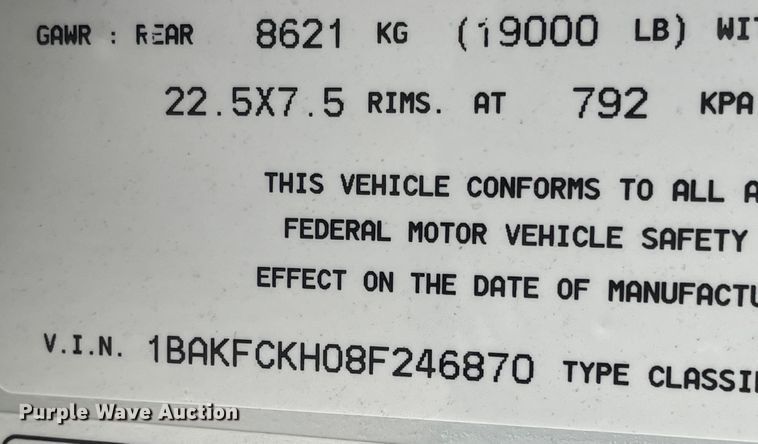 GAWR : REAR 8621 KG (19000 LB) WIT
22.5X7.5 RIMS. AT 792 KPA
THIS VEHICLE CONFORMS TO ALL A
FEDERAL MOTOR VEHICLE SAFETY
EFFECT ON THE DATE OF MANUFACTU
V.I.N. 1BAKFCKH08F246870 TYPE CLASSI
Purple Wave Auction